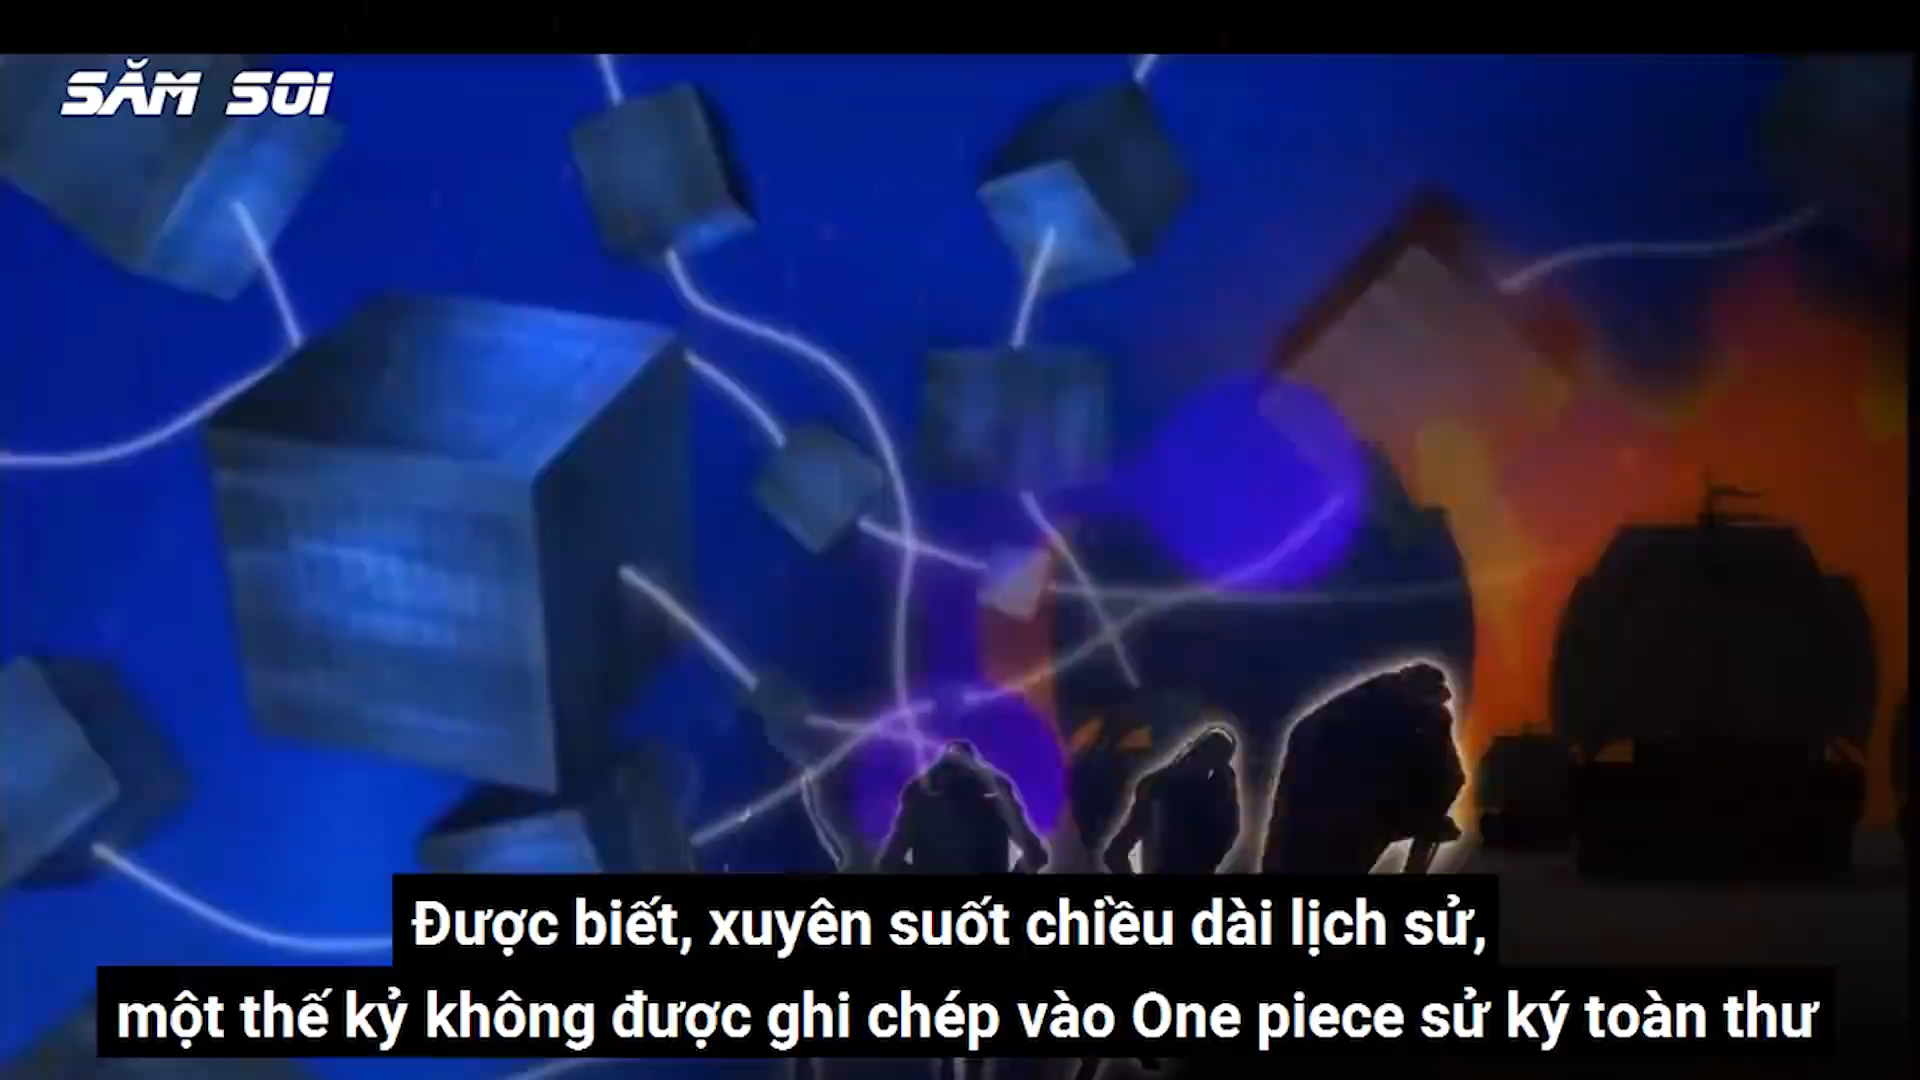 SĂM SOI
Được biết, xuyên suốt chiều dài lịch sử,
một thế kỷ không được ghi chép vào One piece sử ký toàn thư